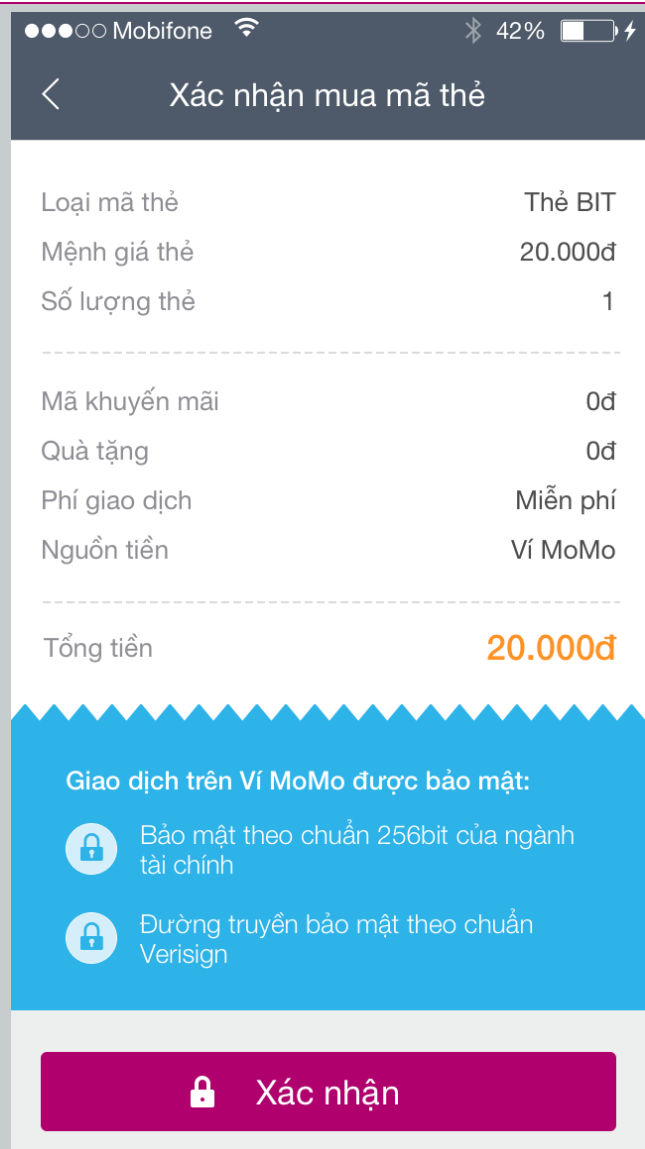 Mobifone 42%
Xác nhận mua mã thẻ
Loại mã thẻ Thẻ BIT
Mệnh giá thẻ 20.000đ
Số lượng thẻ 1
Mã khuyến mãi 0đ
Quà tặng 0đ
Phí giao dịch Miễn phí
Nguồn tiền Ví MoMo
Tổng tiền 20.000đ
Giao dịch trên Ví MoMo được bảo mật:
Bảo mật theo chuẩn 256bit của ngành
tài chính
Đường truyền bảo mật theo chuẩn
Verisign
Xác nhận